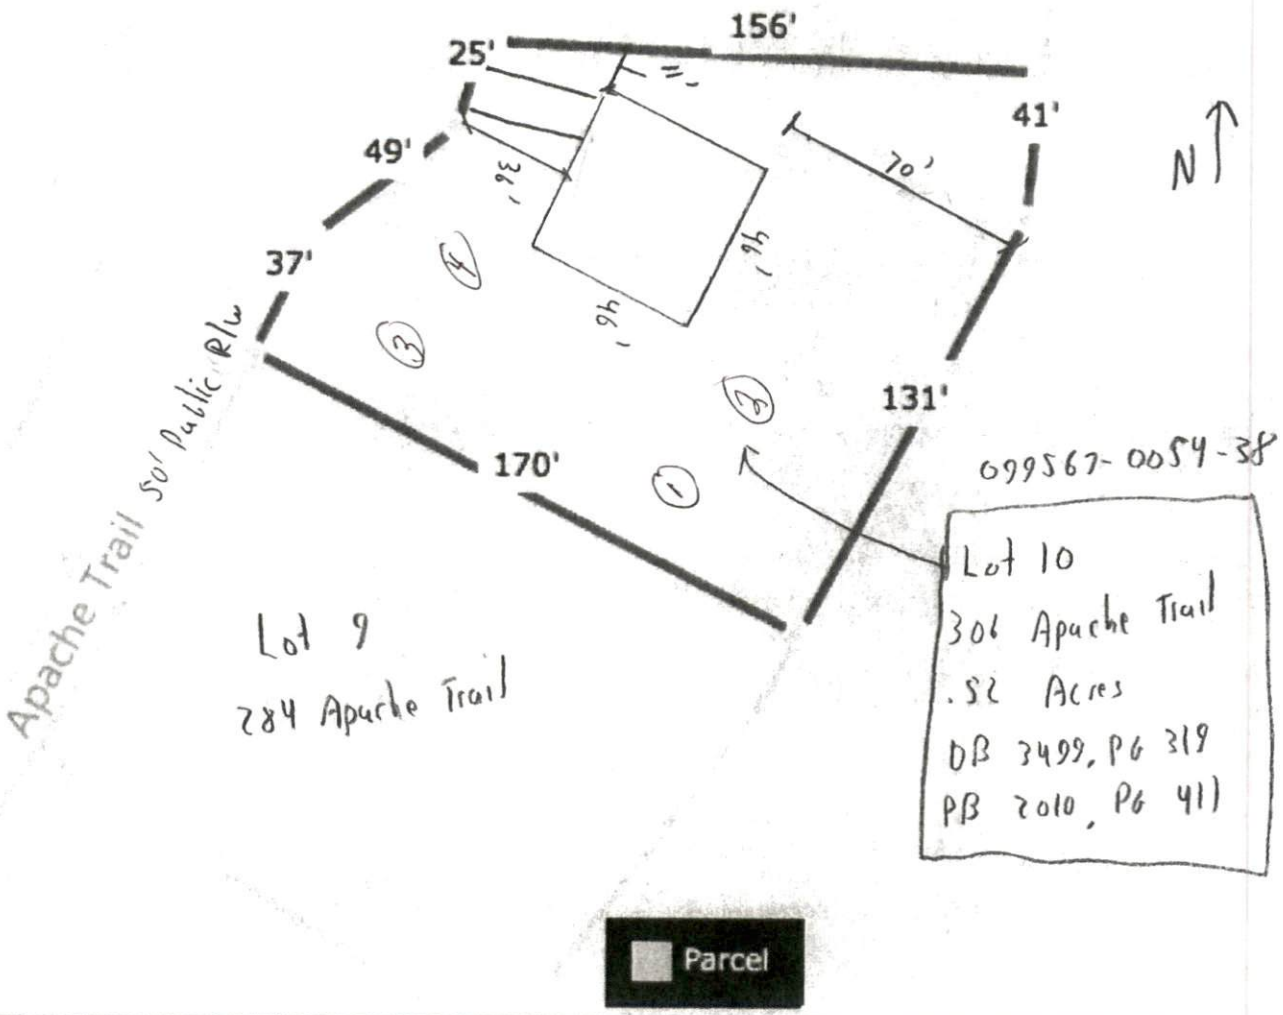 156'
25'
11'
41'
N
49'
70'
36'
37'
46'
46'
4
3
2
1
131'
170'
Apache Trail 50' Public R/W
099567-0054-38
Lot 10
306 Apache Trail
.52 Acres
DB 3499, PG 319
PB 2010, PG 411
Lot 9
284 Apache Trail
Parcel